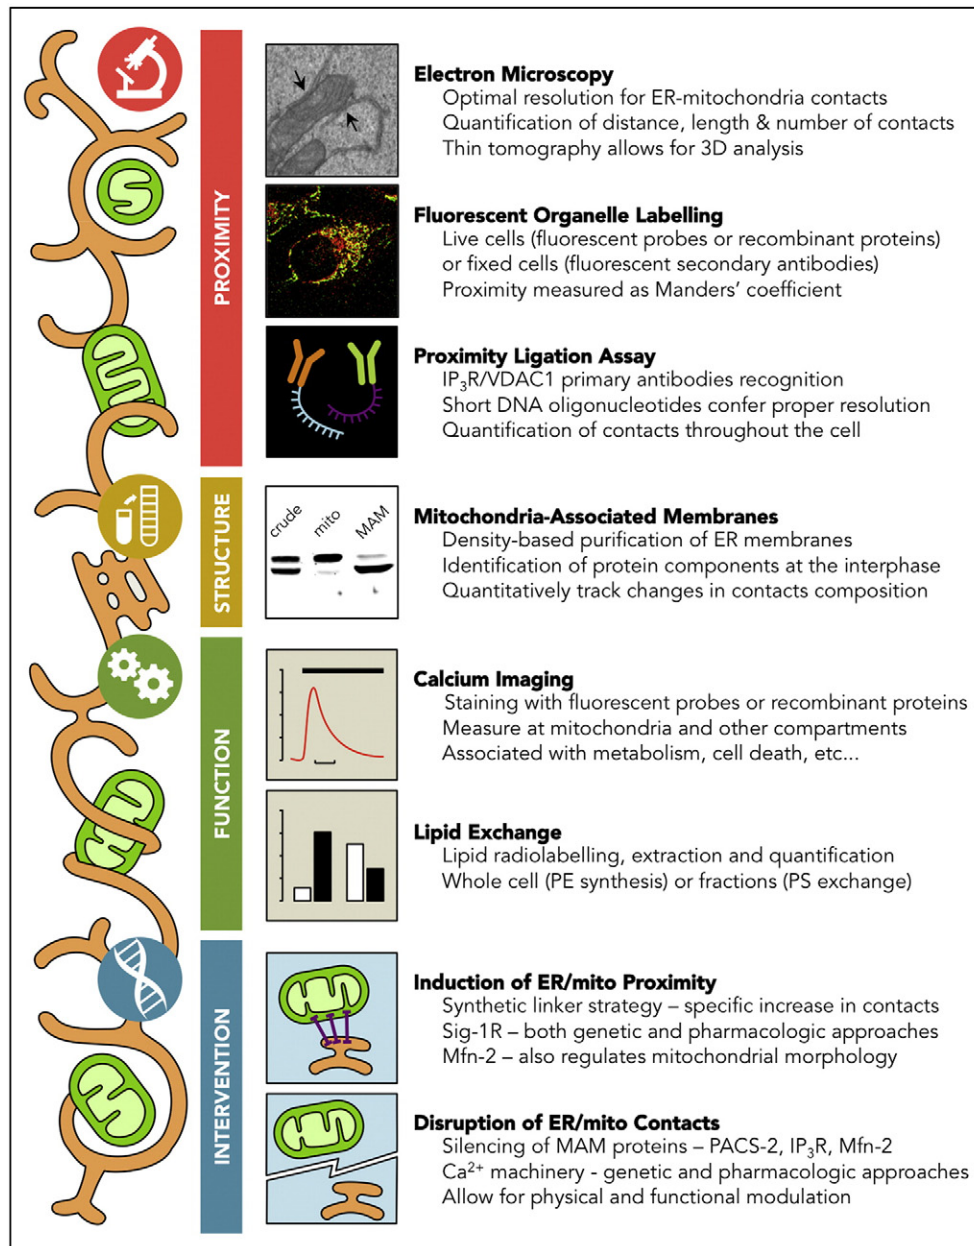 PROXIMITY
Electron Microscopy
Optimal resolution for ER-mitochondria contacts
Quantification of distance, length & number of contacts
Thin tomography allows for 3D analysis
Fluorescent Organelle Labelling
Live cells (fluorescent probes or recombinant proteins)
or fixed cells (fluorescent secondary antibodies)
Proximity measured as Manders' coefficient
Proximity Ligation Assay
IP₃R/VDAC1 primary antibodies recognition
Short DNA oligonucleotides confer proper resolution
Quantification of contacts throughout the cell
STRUCTURE
crude mito MAM
Mitochondria-Associated Membranes
Density-based purification of ER membranes
Identification of protein components at the interphase
Quantitatively track changes in contacts composition
FUNCTION
Calcium Imaging
Staining with fluorescent probes or recombinant proteins
Measure at mitochondria and other compartments
Associated with metabolism, cell death, etc...
Lipid Exchange
Lipid radiolabelling, extraction and quantification
Whole cell (PE synthesis) or fractions (PS exchange)
INTERVENTION
Induction of ER/mito Proximity
Synthetic linker strategy – specific increase in contacts
Sig-1R – both genetic and pharmacologic approaches
Mfn-2 – also regulates mitochondrial morphology
Disruption of ER/mito Contacts
Silencing of MAM proteins – PACS-2, IP₃R, Mfn-2
Ca²⁺ machinery - genetic and pharmacologic approaches
Allow for physical and functional modulation